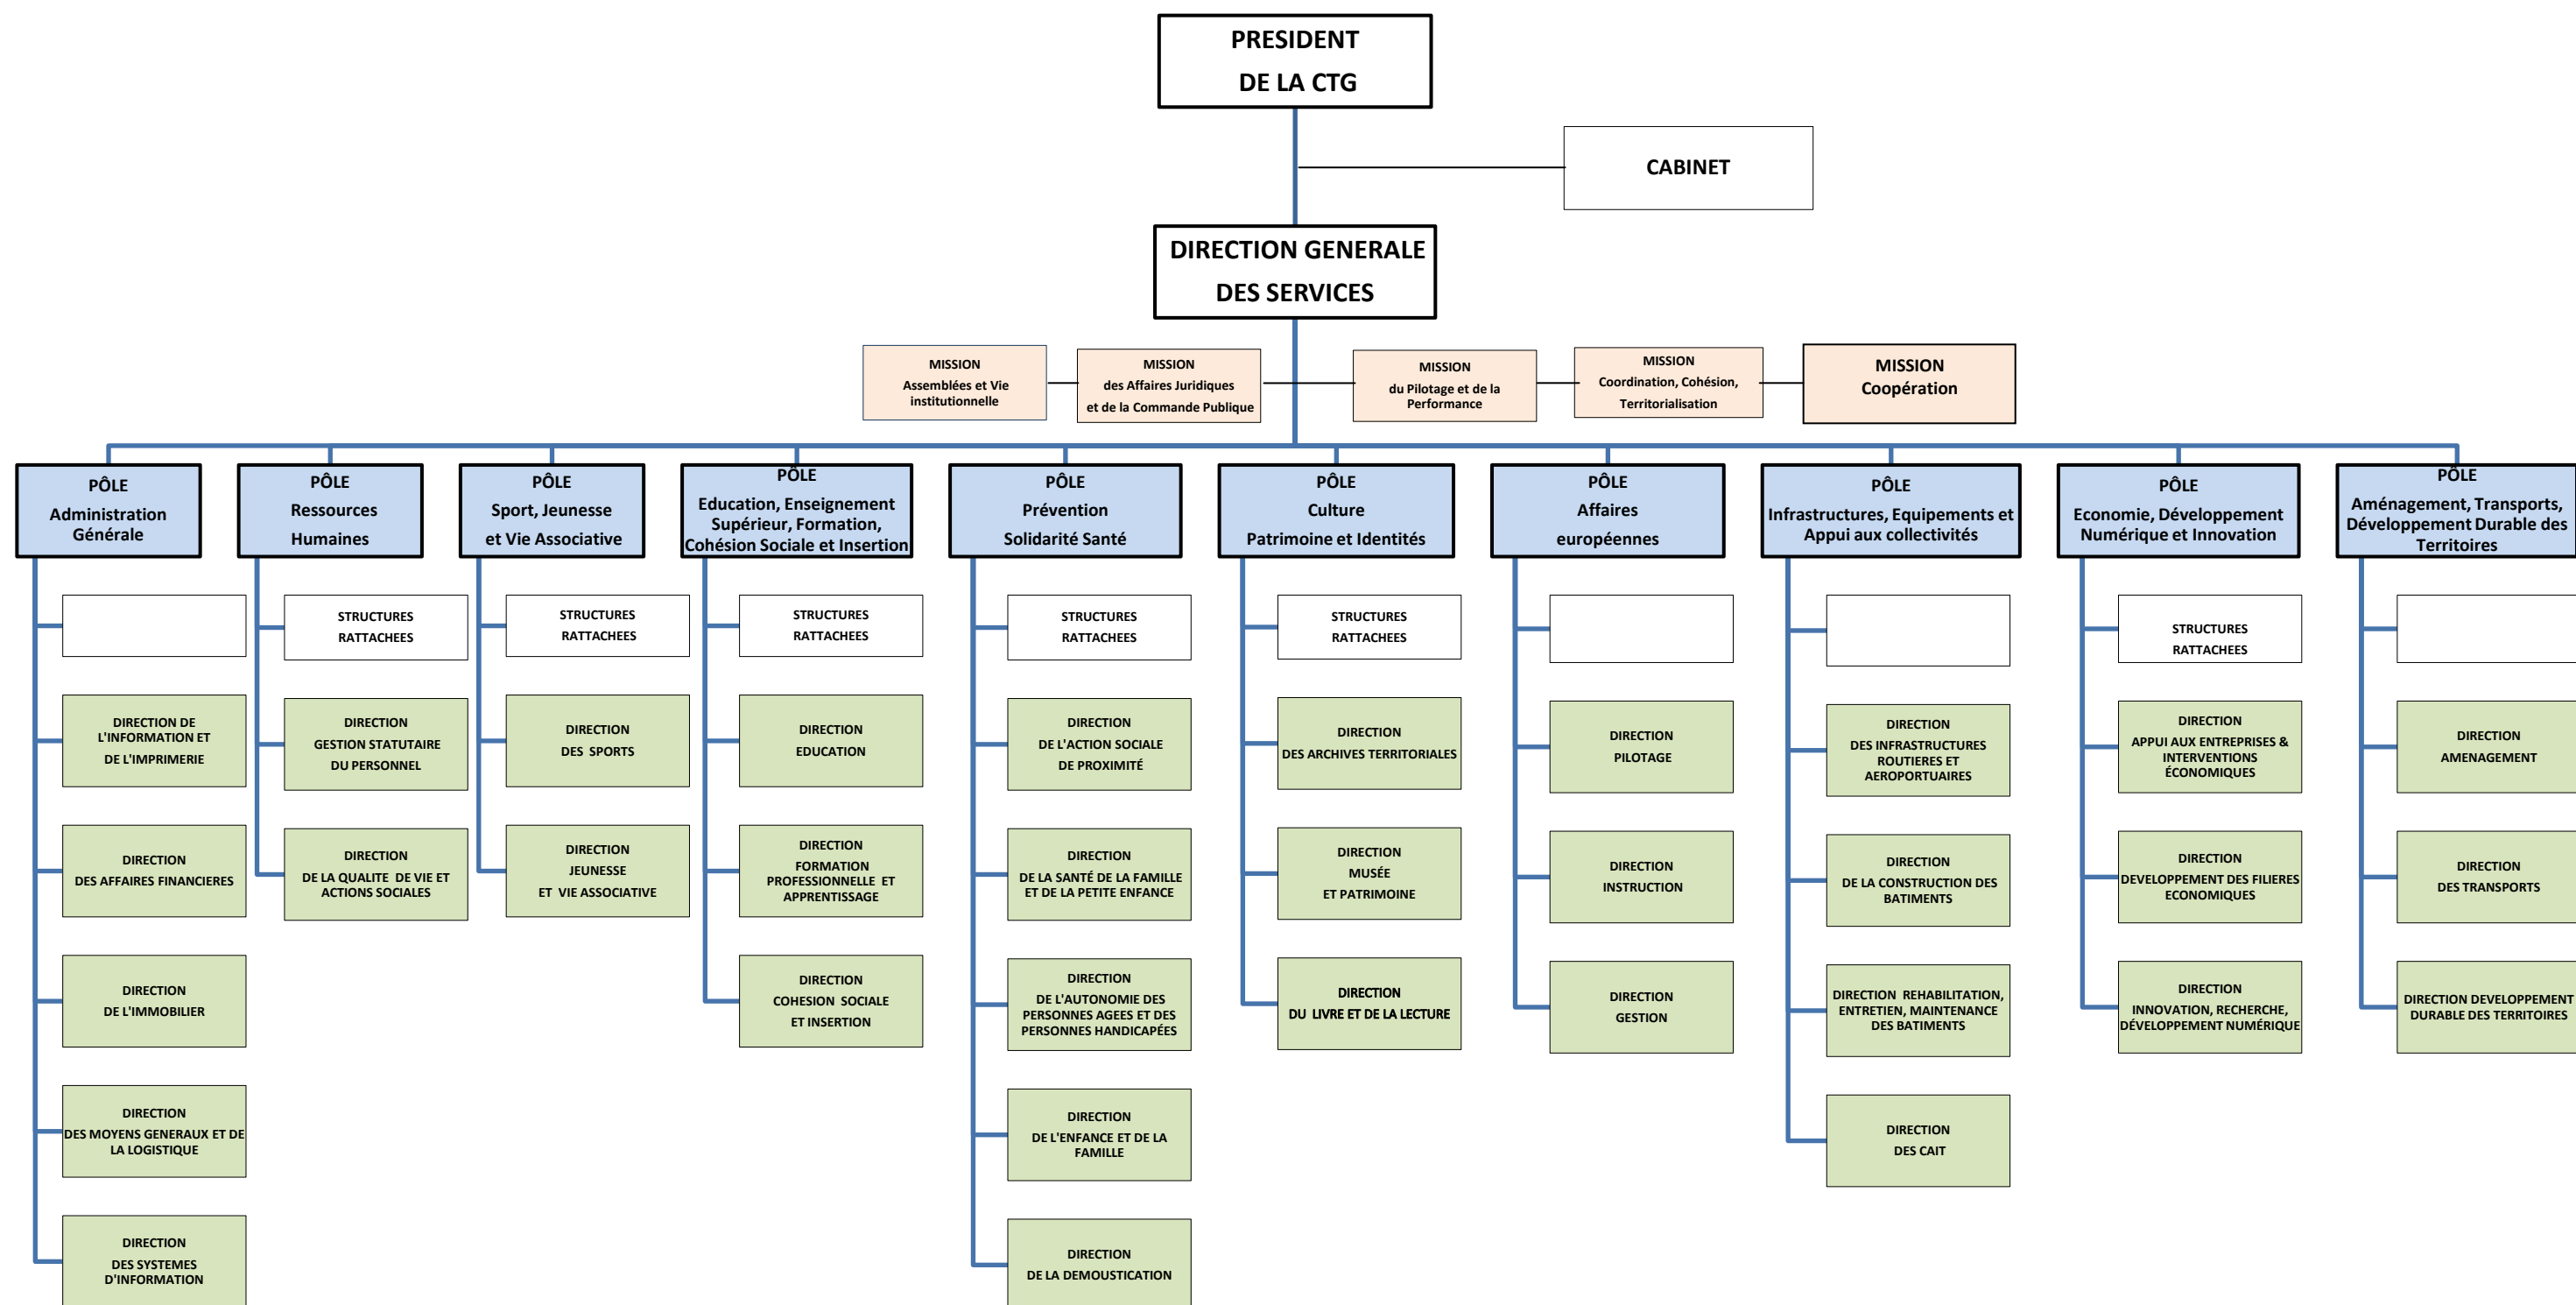 PRESIDENT
DE LA CTG
CABINET
DIRECTION GENERALE
DES SERVICES
MISSION
Assemblées et Vie
institutionnelle
MISSION
des Affaires Juridiques
et de la Commande Publique
MISSION
du Pilotage et de la
Performance
MISSION
Coordination, Cohésion,
Territorialisation
MISSION
Coopération
PÔLE
Administration
Générale
PÔLE
Ressources
Humaines
PÔLE
Sport, Jeunesse
et Vie Associative
PÔLE
Education, Enseignement
Supérieur, Formation,
Cohésion Sociale et Insertion
PÔLE
Prévention
Solidarité Santé
PÔLE
Culture
Patrimoine et Identités
PÔLE
Affaires
européennes
PÔLE
Infrastructures, Equipements et
Appui aux collectivités
PÔLE
Economie, Développement
Numérique et Innovation
PÔLE
Aménagement, Transports,
Développement Durable des
Territoires
STRUCTURES
RATTACHEES
STRUCTURES
RATTACHEES
STRUCTURES
RATTACHEES
STRUCTURES
RATTACHEES
STRUCTURES
RATTACHEES
STRUCTURES
RATTACHEES
DIRECTION DE
L'INFORMATION ET
DE L'IMPRIMERIE
DIRECTION
GESTION STATUTAIRE
DU PERSONNEL
DIRECTION
DES SPORTS
DIRECTION
EDUCATION
DIRECTION
DE L'ACTION SOCIALE
DE PROXIMITÉ
DIRECTION
DES ARCHIVES TERRITORIALES
DIRECTION
PILOTAGE
DIRECTION
DES INFRASTRUCTURES
ROUTIERES ET
AEROPORTUAIRES
DIRECTION
APPUI AUX ENTREPRISES &
INTERVENTIONS
ÉCONOMIQUES
DIRECTION
AMENAGEMENT
DIRECTION
DES AFFAIRES FINANCIERES
DIRECTION
DE LA QUALITE DE VIE ET
ACTIONS SOCIALES
DIRECTION
JEUNESSE
ET VIE ASSOCIATIVE
DIRECTION
FORMATION
PROFESSIONNELLE ET
APPRENTISSAGE
DIRECTION
DE LA SANTÉ DE LA FAMILLE
ET DE LA PETITE ENFANCE
DIRECTION
MUSÉE
ET PATRIMOINE
DIRECTION
INSTRUCTION
DIRECTION
DE LA CONSTRUCTION DES
BATIMENTS
DIRECTION
DEVELOPPEMENT DES FILIERES
ECONOMIQUES
DIRECTION
DES TRANSPORTS
DIRECTION
DE L'IMMOBILIER
DIRECTION
COHESION SOCIALE
ET INSERTION
DIRECTION
DE L'AUTONOMIE DES
PERSONNES AGEES ET DES
PERSONNES HANDICAPÉES
DIRECTION
DU LIVRE ET DE LA LECTURE
DIRECTION
GESTION
DIRECTION REHABILITATION,
ENTRETIEN, MAINTENANCE
DES BATIMENTS
DIRECTION
INNOVATION, RECHERCHE,
DÉVELOPPEMENT NUMÉRIQUE
DIRECTION DEVELOPPEMENT
DURABLE DES TERRITOIRES
DIRECTION
DES MOYENS GENERAUX ET DE
LA LOGISTIQUE
DIRECTION
DE L'ENFANCE ET DE LA
FAMILLE
DIRECTION
DES CAIT
DIRECTION
DES SYSTEMES
D'INFORMATION
DIRECTION
DE LA DEMOUSTICATION